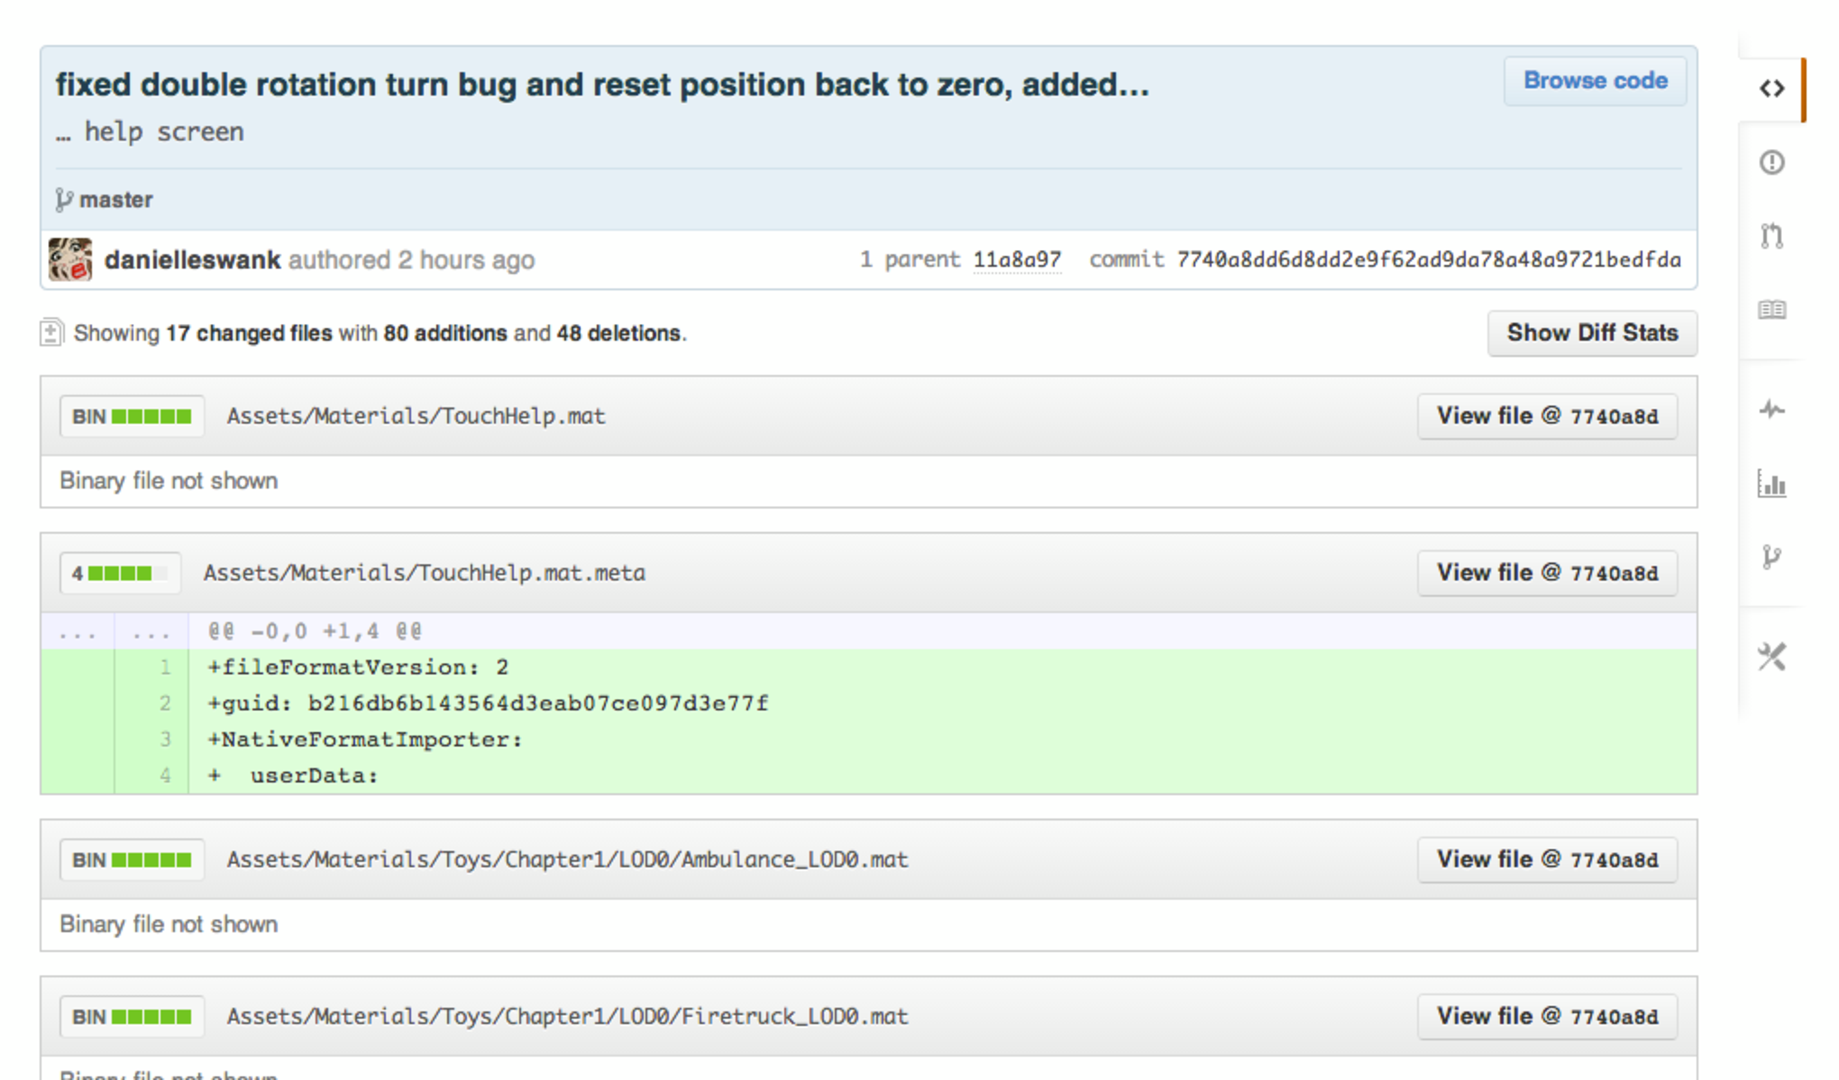 fixed double rotation turn bug and reset position back to zero, added…
Browse code
… help screen
master
danielleswank authored 2 hours ago
1 parent 11a8a97 commit 7740a8dd6d8dd2e9f62ad9da78a48a9721bedfda
Showing 17 changed files with 80 additions and 48 deletions.
Show Diff Stats
BIN Assets/Materials/TouchHelp.mat
View file @ 7740a8d
Binary file not shown
4 Assets/Materials/TouchHelp.mat.meta
View file @ 7740a8d
... ... @@ -0,0 +1,4 @@
1 +fileFormatVersion: 2
2 +guid: b216db6b143564d3eab07ce097d3e77f
3 +NativeFormatImporter:
4 +  userData:
BIN Assets/Materials/Toys/Chapter1/LOD0/Ambulance_LOD0.mat
View file @ 7740a8d
Binary file not shown
BIN Assets/Materials/Toys/Chapter1/LOD0/Firetruck_LOD0.mat
View file @ 7740a8d
Binary file not shown